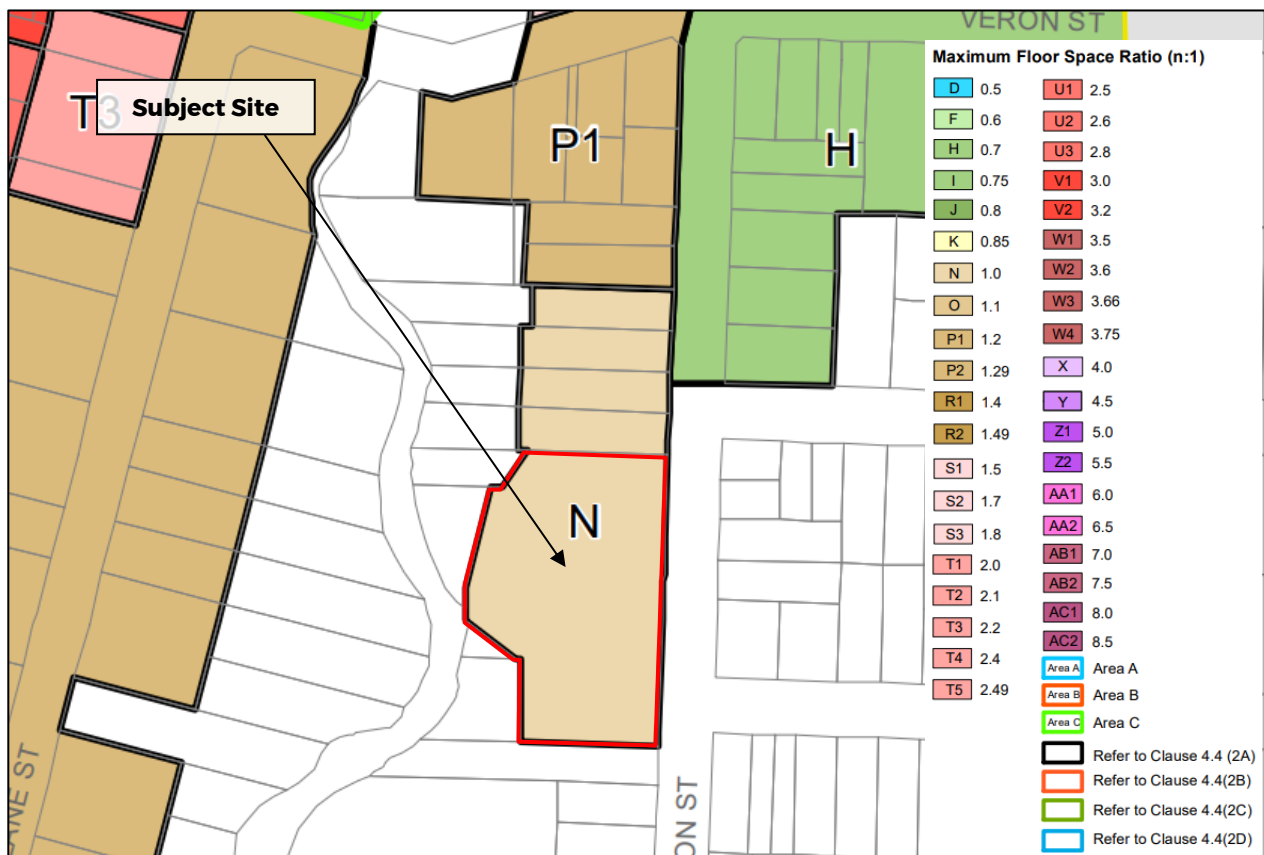 VERON ST
T3
Subject Site
P1
H
N
ANE ST
ON ST
Maximum Floor Space Ratio (n:1)
D 0.5
F 0.6
H 0.7
I 0.75
J 0.8
K 0.85
N 1.0
O 1.1
P1 1.2
P2 1.29
R1 1.4
R2 1.49
S1 1.5
S2 1.7
S3 1.8
T1 2.0
T2 2.1
T3 2.2
T4 2.4
T5 2.49
U1 2.5
U2 2.6
U3 2.8
V1 3.0
V2 3.2
W1 3.5
W2 3.6
W3 3.66
W4 3.75
X 4.0
Y 4.5
Z1 5.0
Z2 5.5
AA1 6.0
AA2 6.5
AB1 7.0
AB2 7.5
AC1 8.0
AC2 8.5
Area A Area A
Area B Area B
Area C Area C
Refer to Clause 4.4 (2A)
Refer to Clause 4.4(2B)
Refer to Clause 4.4(2C)
Refer to Clause 4.4(2D)